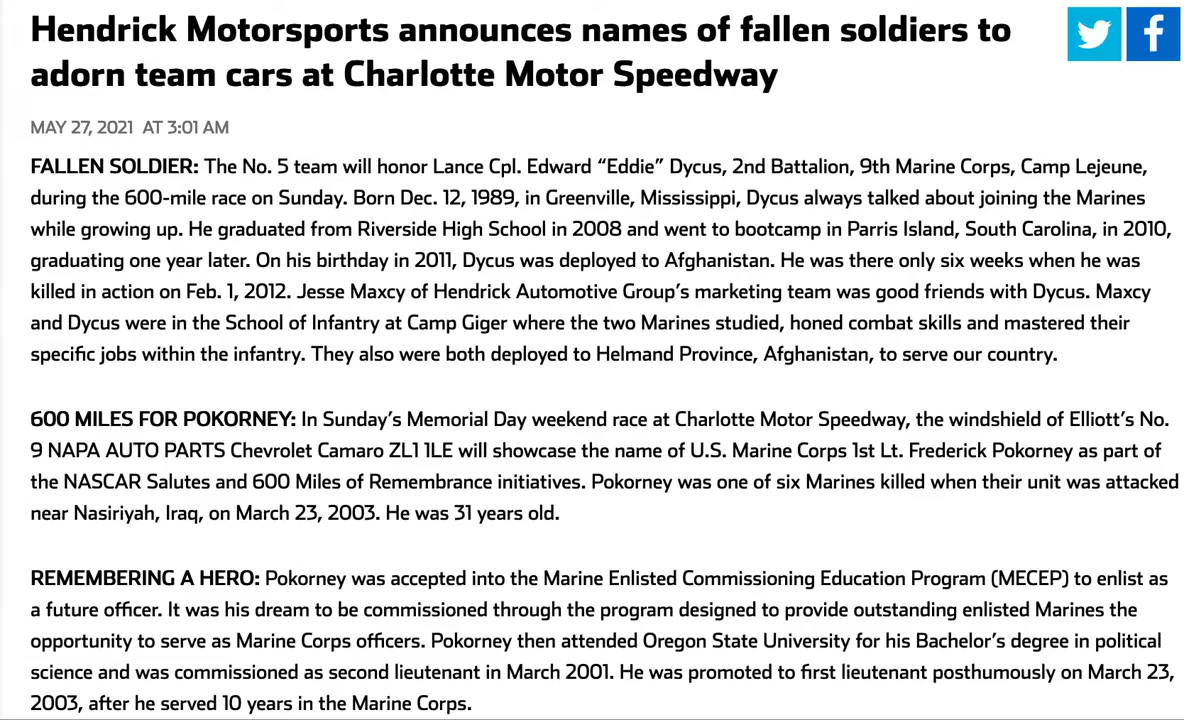 Hendrick Motorsports announces names of fallen soldiers to
adorn team cars at Charlotte Motor Speedway
MAY 27, 2021 AT 3:01 AM
FALLEN SOLDIER: The No. 5 team will honor Lance Cpl. Edward “Eddie” Dycus, 2nd Battalion, 9th Marine Corps, Camp Lejeune,
during the 600-mile race on Sunday. Born Dec. 12, 1989, in Greenville, Mississippi, Dycus always talked about joining the Marines
while growing up. He graduated from Riverside High School in 2008 and went to bootcamp in Parris Island, South Carolina, in 2010,
graduating one year later. On his birthday in 2011, Dycus was deployed to Afghanistan. He was there only six weeks when he was
killed in action on Feb. 1, 2012. Jesse Maxcy of Hendrick Automotive Group’s marketing team was good friends with Dycus. Maxcy
and Dycus were in the School of Infantry at Camp Giger where the two Marines studied, honed combat skills and mastered their
specific jobs within the infantry. They also were both deployed to Helmand Province, Afghanistan, to serve our country.
600 MILES FOR POKORNEY: In Sunday’s Memorial Day weekend race at Charlotte Motor Speedway, the windshield of Elliott’s No.
9 NAPA AUTO PARTS Chevrolet Camaro ZL1 1LE will showcase the name of U.S. Marine Corps 1st Lt. Frederick Pokorney as part of
the NASCAR Salutes and 600 Miles of Remembrance initiatives. Pokorney was one of six Marines killed when their unit was attacked
near Nasiriyah, Iraq, on March 23, 2003. He was 31 years old.
REMEMBERING A HERO: Pokorney was accepted into the Marine Enlisted Commissioning Education Program (MECEP) to enlist as
a future officer. It was his dream to be commissioned through the program designed to provide outstanding enlisted Marines the
opportunity to serve as Marine Corps officers. Pokorney then attended Oregon State University for his Bachelor’s degree in political
science and was commissioned as second lieutenant in March 2001. He was promoted to first lieutenant posthumously on March 23,
2003, after he served 10 years in the Marine Corps.